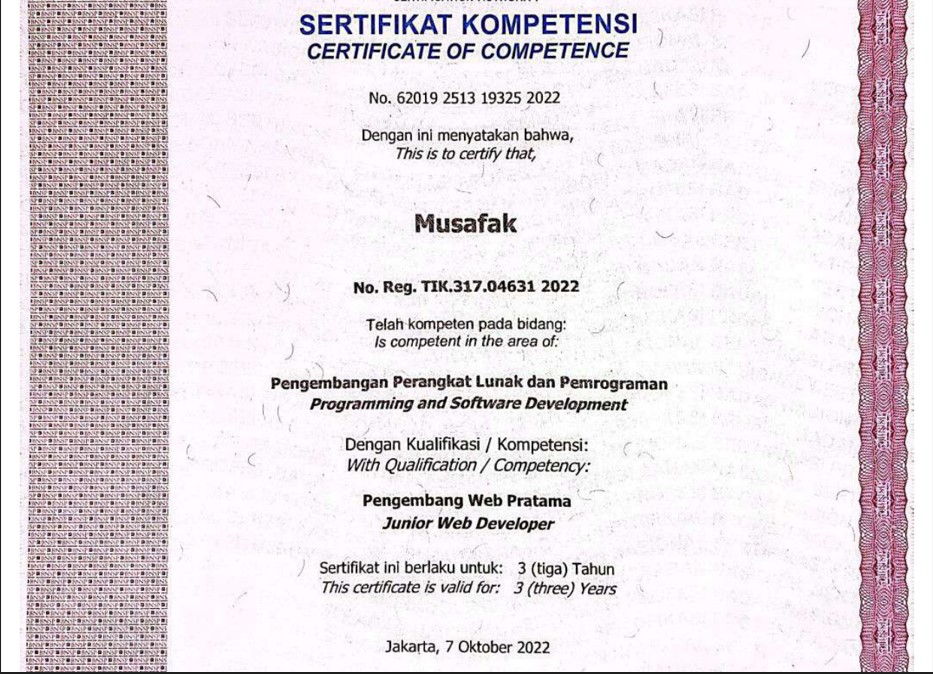 SERTIFIKAT KOMPETENSI
CERTIFICATE OF COMPETENCE
No. 62019 2513 19325 2022
Dengan ini menyatakan bahwa,
This is to certify that,
Musafak
No. Reg. TIK.317.04631 2022
Telah kompeten pada bidang:
Is competent in the area of:
Pengembangan Perangkat Lunak dan Pemrograman
Programming and Software Development
Dengan Kualifikasi / Kompetensi:
With Qualification / Competency:
Pengembang Web Pratama
Junior Web Developer
Sertifikat ini berlaku untuk: 3 (tiga) Tahun
This certificate is valid for: 3 (three) Years
Jakarta, 7 Oktober 2022